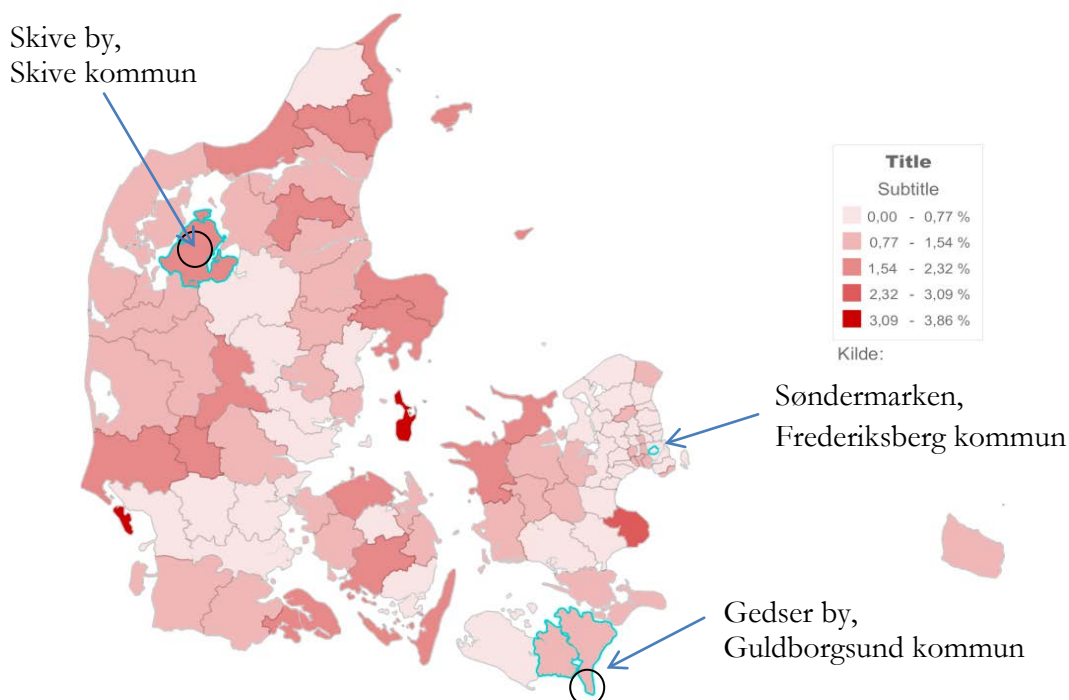 Skive by,
Skive kommun
Title
Subtitle
0,00 - 0,77 %
0,77 - 1,54 %
1,54 - 2,32 %
2,32 - 3,09 %
3,09 - 3,86 %
Kilde:
Søndermarken,
Frederiksberg kommun
Gedser by,
Guldborgsund kommun